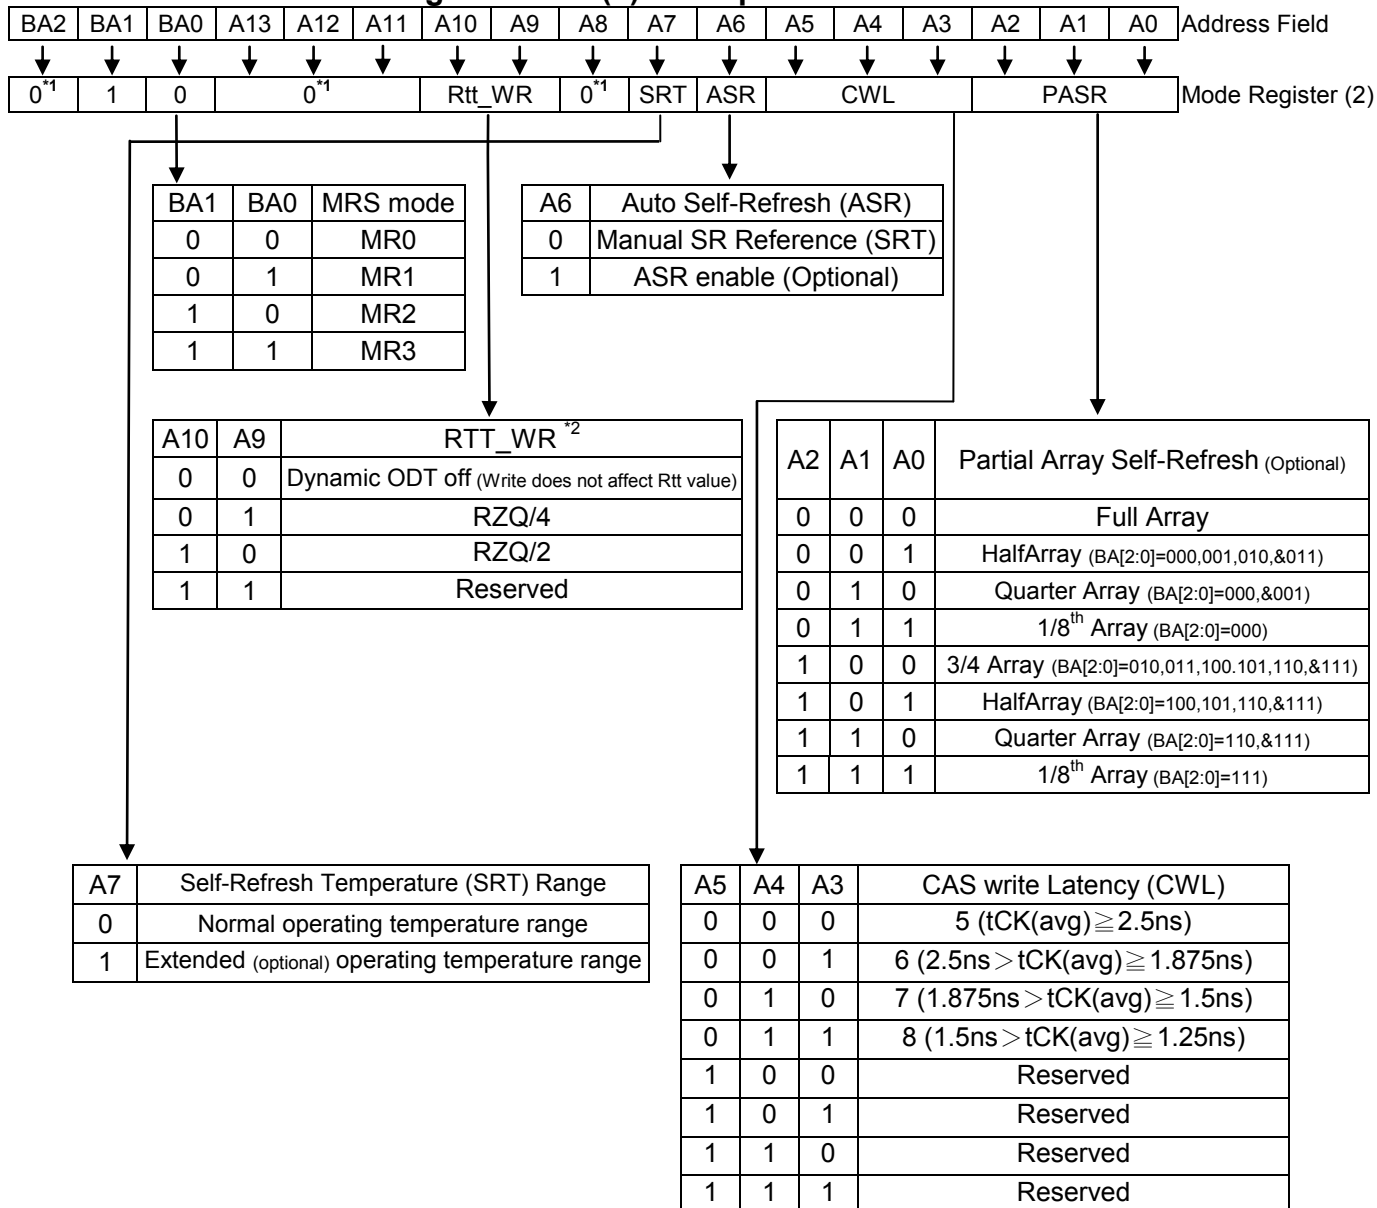 BA2 BA1 BA0 A13 A12 A11 A10 A9 A8 A7 A6 A5 A4 A3 A2 A1 A0 Address Field
0*1 1 0 0*1 Rtt_WR 0*1 SRT ASR CWL PASR Mode Register (2)
BA1 BA0 MRS mode
0 0 MR0
0 1 MR1
1 0 MR2
1 1 MR3
A6 Auto Self-Refresh (ASR)
0 Manual SR Reference (SRT)
1 ASR enable (Optional)
A10 A9 RTT_WR *2
0 0 Dynamic ODT off (Write does not affect Rtt value)
0 1 RZQ/4
1 0 RZQ/2
1 1 Reserved
A2 A1 A0 Partial Array Self-Refresh (Optional)
0 0 0 Full Array
0 0 1 HalfArray (BA[2:0]=000,001,010,&011)
0 1 0 Quarter Array (BA[2:0]=000,&001)
0 1 1 1/8th Array (BA[2:0]=000)
1 0 0 3/4 Array (BA[2:0]=010,011,100.101,110,&111)
1 0 1 HalfArray (BA[2:0]=100,101,110,&111)
1 1 0 Quarter Array (BA[2:0]=110,&111)
1 1 1 1/8th Array (BA[2:0]=111)
A7 Self-Refresh Temperature (SRT) Range
0 Normal operating temperature range
1 Extended (optional) operating temperature range
A5 A4 A3 CAS write Latency (CWL)
0 0 0 5 (tCK(avg)≧2.5ns)
0 0 1 6 (2.5ns>tCK(avg)≧1.875ns)
0 1 0 7 (1.875ns>tCK(avg)≧1.5ns)
0 1 1 8 (1.5ns>tCK(avg)≧1.25ns)
1 0 0 Reserved
1 0 1 Reserved
1 1 0 Reserved
1 1 1 Reserved